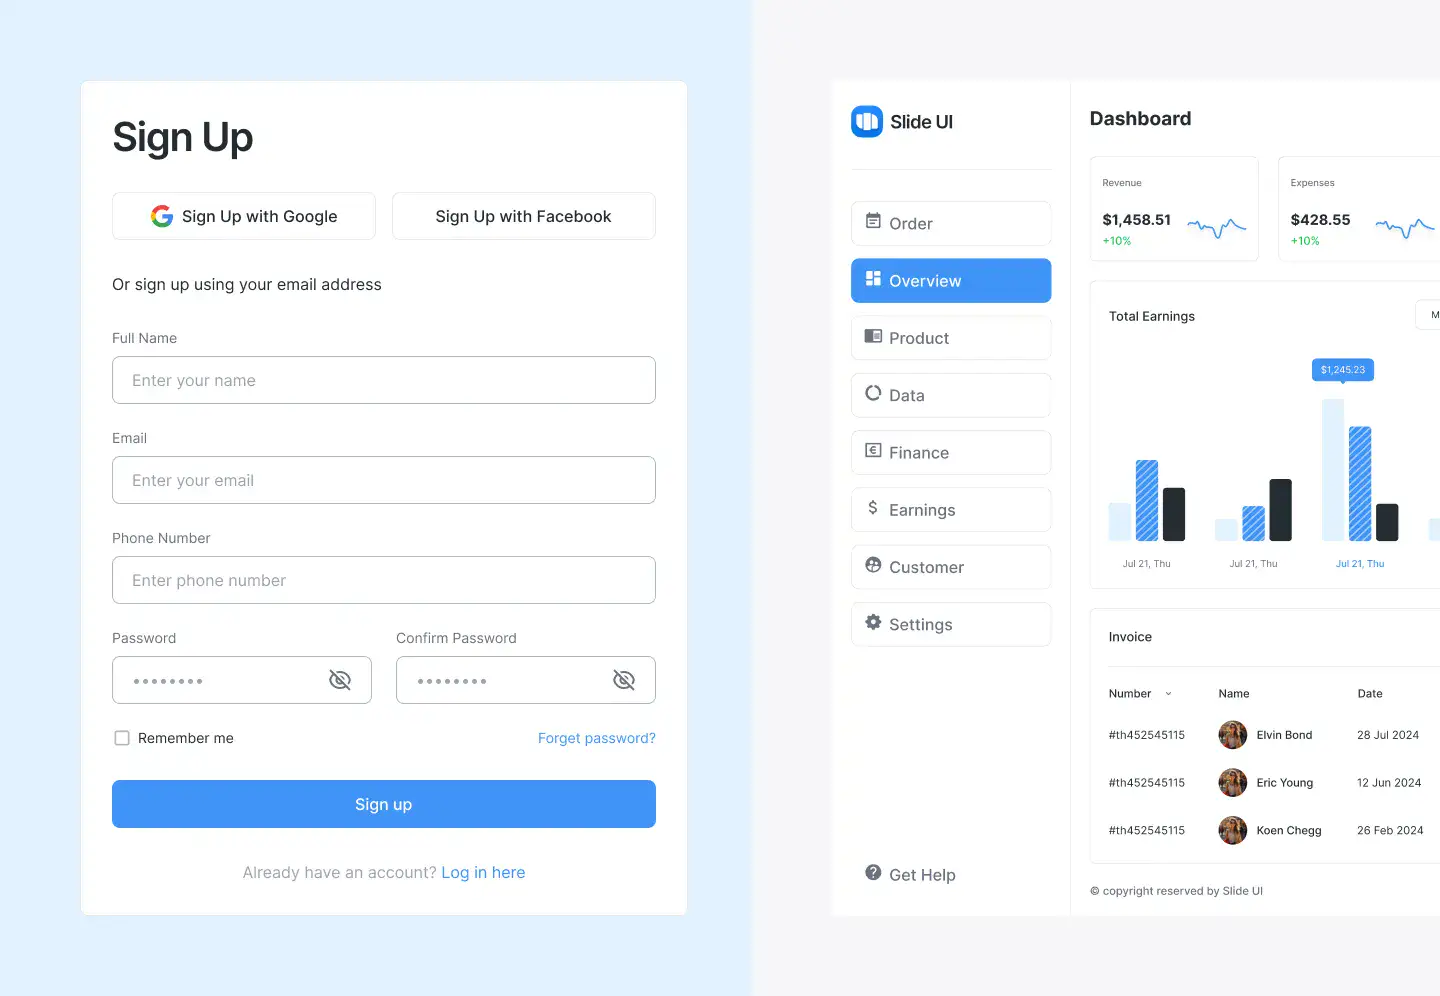 Sign Up
Sign Up with Google
Sign Up with Facebook
Or sign up using your email address
Full Name
Enter your name
Email
Enter your email
Phone Number
Enter phone number
Password
Confirm Password
Remember me
Forget password?
Sign up
Already have an account? Log in here
Slide UI
Order
Overview
Product
Data
Finance
Earnings
Customer
Settings
Get Help
Dashboard
Revenue
$1,458.51
+10%
Expenses
$428.55
+10%
Total Earnings
M
$1,245.23
Jul 21, Thu
Jul 21, Thu
Jul 21, Thu
Invoice
Number Name Date
#th452545115 Elvin Bond 28 Jul 2024
#th452545115 Eric Young 12 Jun 2024
#th452545115 Koen Chegg 26 Feb 2024
© copyright reserved by Slide UI